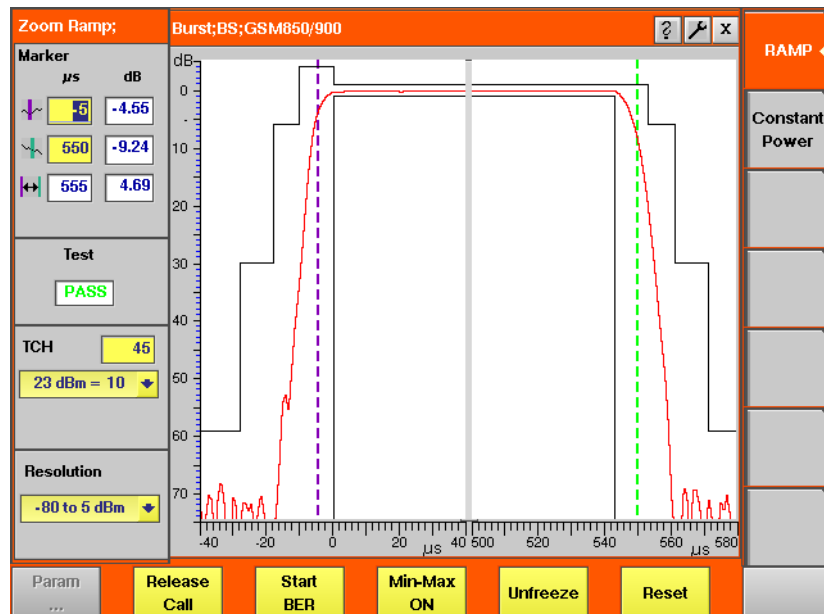 Zoom Ramp;
Burst;BS;GSM850/900
? x
RAMP
Constant
Power
Marker
µs dB
-5 -4.55
550 -9.24
555 4.69
Test
PASS
TCH 45
23 dBm = 10
Resolution
-80 to 5 dBm
dB
0
-
10
20
30
40
50
60
70
-40 -20 0 20 40 500 520 540 560 580
µs µs
Param
...
Release
Call
Start
BER
Min-Max
ON
Unfreeze
Reset